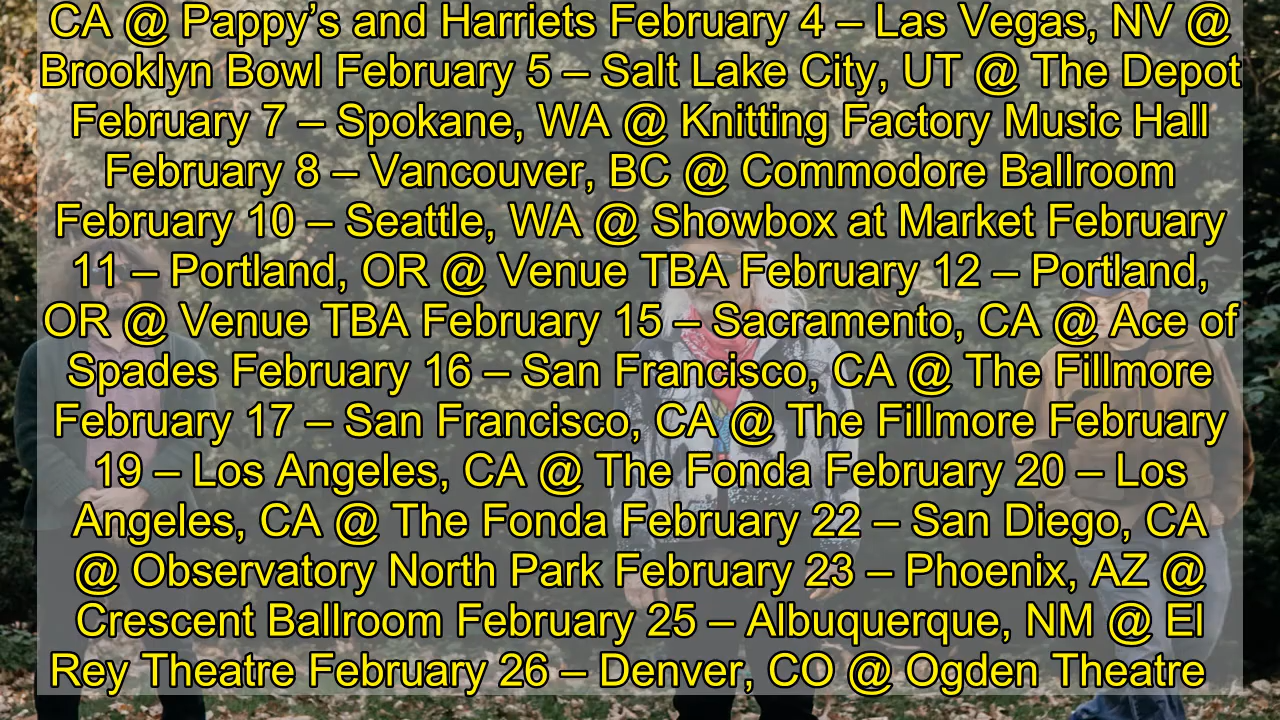 CA @ Pappy’s and Harriets February 4 – Las Vegas, NV @
Brooklyn Bowl February 5 – Salt Lake City, UT @ The Depot
February 7 – Spokane, WA @ Knitting Factory Music Hall
February 8 – Vancouver, BC @ Commodore Ballroom
February 10 – Seattle, WA @ Showbox at Market February
11 – Portland, OR @ Venue TBA February 12 – Portland,
OR @ Venue TBA February 15 – Sacramento, CA @ Ace of
Spades February 16 – San Francisco, CA @ The Fillmore
February 17 – San Francisco, CA @ The Fillmore February
19 – Los Angeles, CA @ The Fonda February 20 – Los
Angeles, CA @ The Fonda February 22 – San Diego, CA
@ Observatory North Park February 23 – Phoenix, AZ @
Crescent Ballroom February 25 – Albuquerque, NM @ El
Rey Theatre February 26 – Denver, CO @ Ogden Theatre